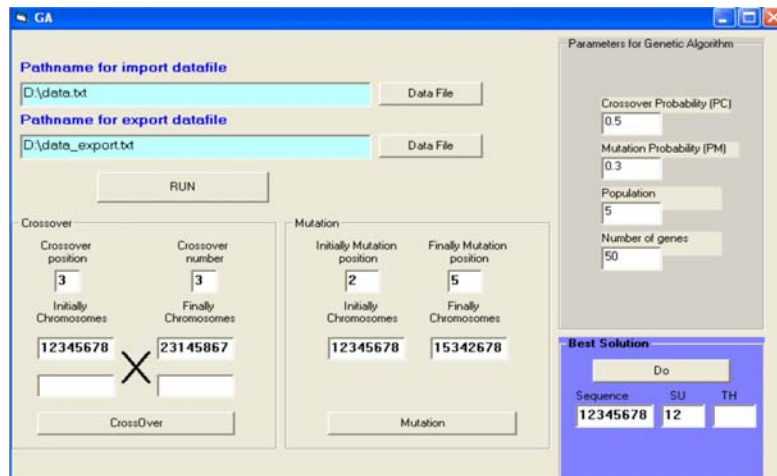 GA
Pathname for import datafile
D:\data.txt
Data File
Pathname for export datafile
D:\data_export.txt
Data File
RUN
Crossover
Crossover position
Crossover number
3
3
Initially Chromosomes
Finally Chromosomes
12345678
23145867
CrossOver
Mutation
Initially Mutation position
Finally Mutation position
2
5
Initially Chromosomes
Finally Chromosomes
12345678
15342678
Mutation
Parameters for Genetic Algorithm
Crossover Probability (PC)
0.5
Mutation Probability (PM)
0.3
Population
5
Number of genes
50
Best Solution
Do
Sequence
SU
TH
12345678
12